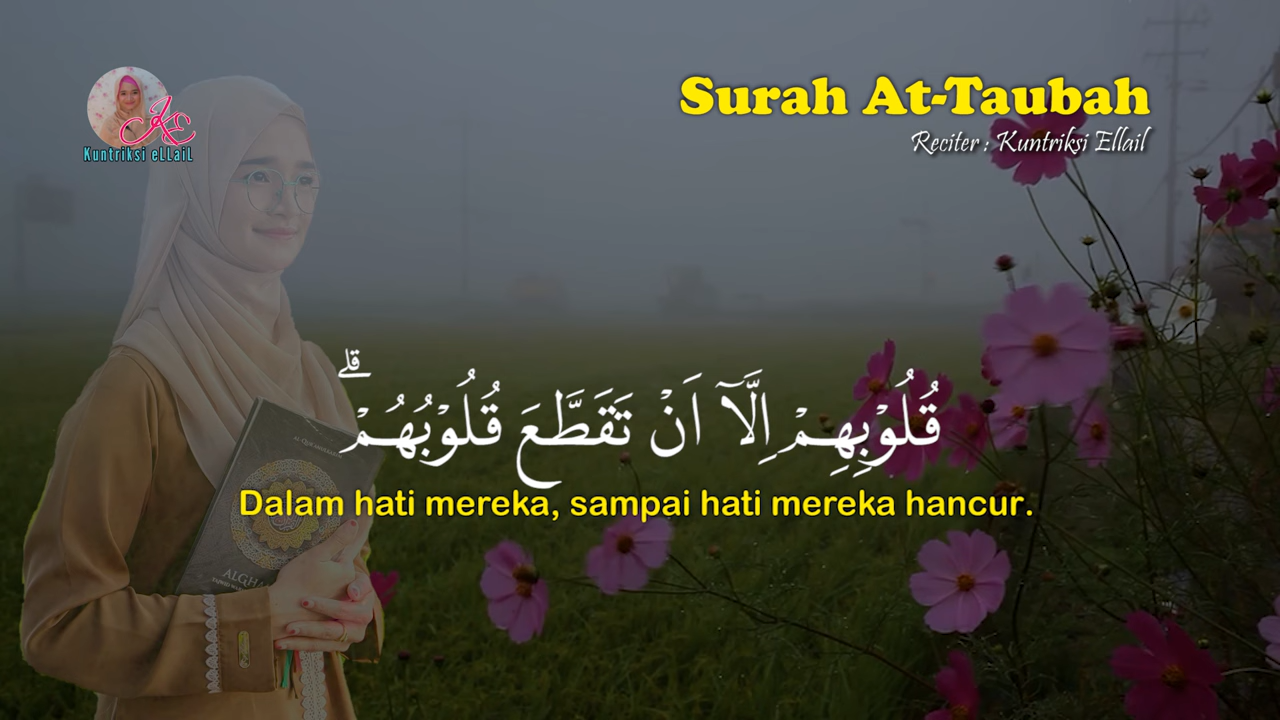 Surah At-Taubah
Reciter : Kuntriksi Ellail
Kuntriksi eLLaiL
قُلُوْبِهِمْ اِلَّآ اَنْ تَقَطَّعَ قُلُوْبُهُمْۗ
Dalam hati mereka, sampai hati mereka hancur.